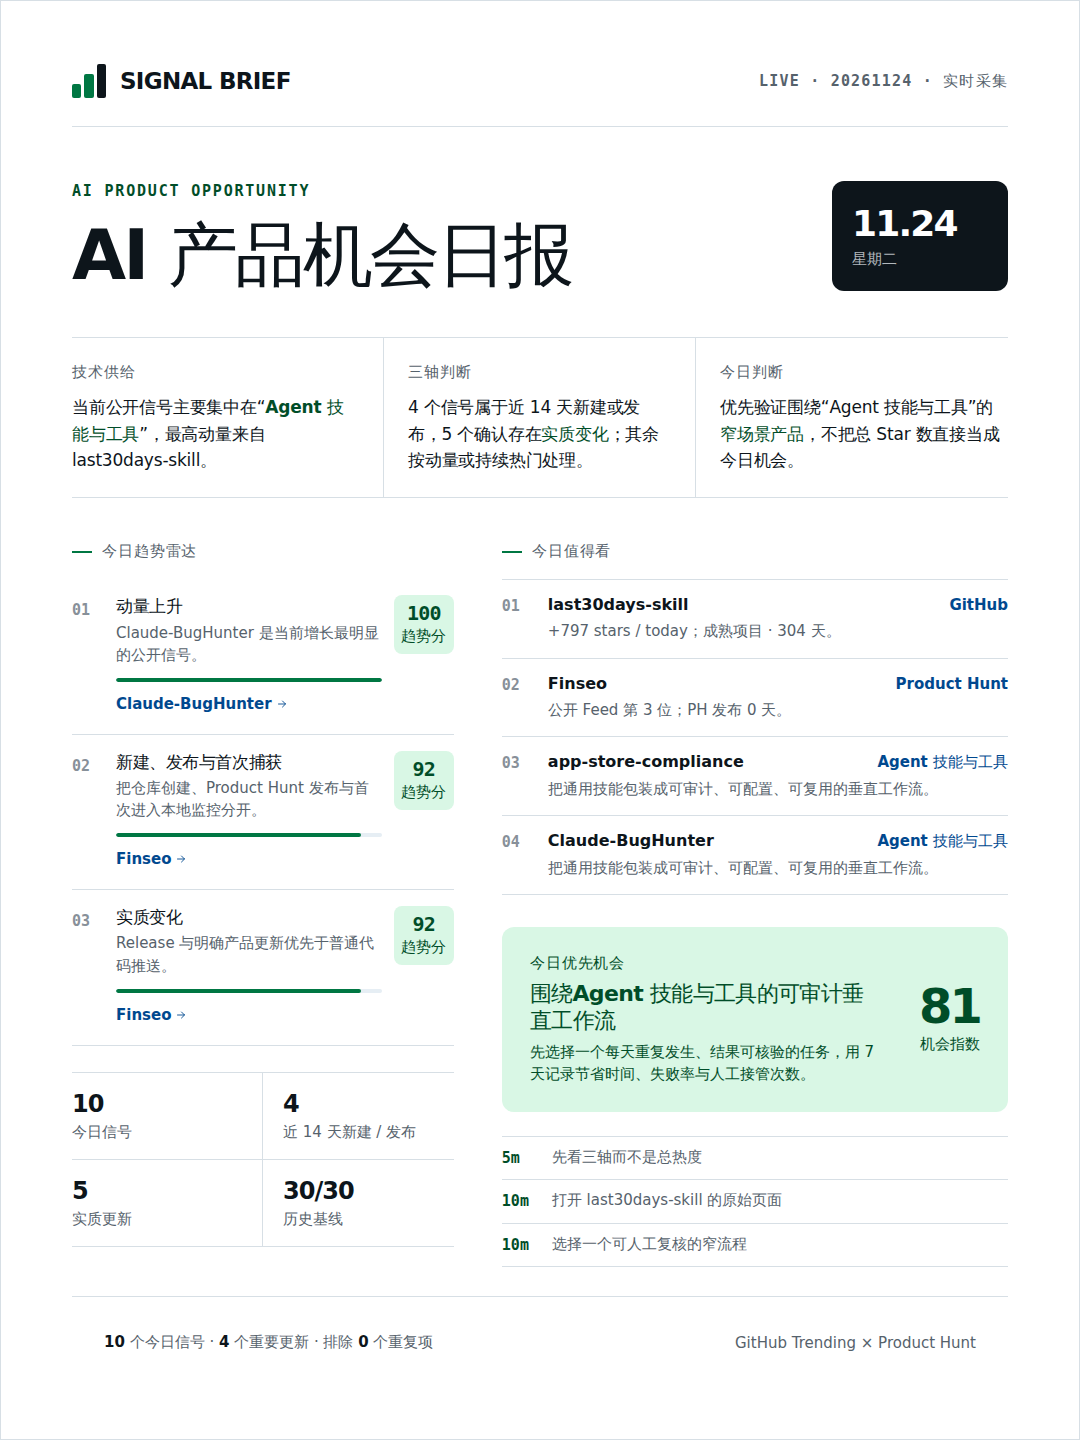 SIGNAL BRIEF
LIVE · 20261124 · 实时采集
AI PRODUCT OPPORTUNITY
AI 产品机会日报
11.24
星期二
技术供给
当前公开信号主要集中在“Agent 技
能与工具”，最高动量来自
last30days-skill。
三轴判断
4 个信号属于近 14 天新建或发
布，5 个确认存在实质变化；其余
按动量或持续热门处理。
今日判断
优先验证围绕“Agent 技能与工具”的
窄场景产品，不把总 Star 数直接当成
今日机会。
今日趋势雷达
01
动量上升
Claude-BugHunter 是当前增长最明显
的公开信号。
Claude-BugHunter →
100
趋势分
02
新建、发布与首次捕获
把仓库创建、Product Hunt 发布与首
次进入本地监控分开。
Finseo →
92
趋势分
03
实质变化
Release 与明确产品更新优先于普通代
码推送。
Finseo →
92
趋势分
10
今日信号
4
近 14 天新建 / 发布
5
实质更新
30/30
历史基线
今日值得看
01
last30days-skill
GitHub
+797 stars / today；成熟项目 · 304 天。
02
Finseo
Product Hunt
公开 Feed 第 3 位；PH 发布 0 天。
03
app-store-compliance
Agent 技能与工具
把通用技能包装成可审计、可配置、可复用的垂直工作流。
04
Claude-BugHunter
Agent 技能与工具
把通用技能包装成可审计、可配置、可复用的垂直工作流。
今日优先机会
围绕Agent 技能与工具的可审计垂
直工作流
先选择一个每天重复发生、结果可核验的任务，用 7
天记录节省时间、失败率与人工接管次数。
81
机会指数
5m 先看三轴而不是总热度
10m 打开 last30days-skill 的原始页面
10m 选择一个可人工复核的窄流程
10 个今日信号 · 4 个重要更新 · 排除 0 个重复项
GitHub Trending × Product Hunt